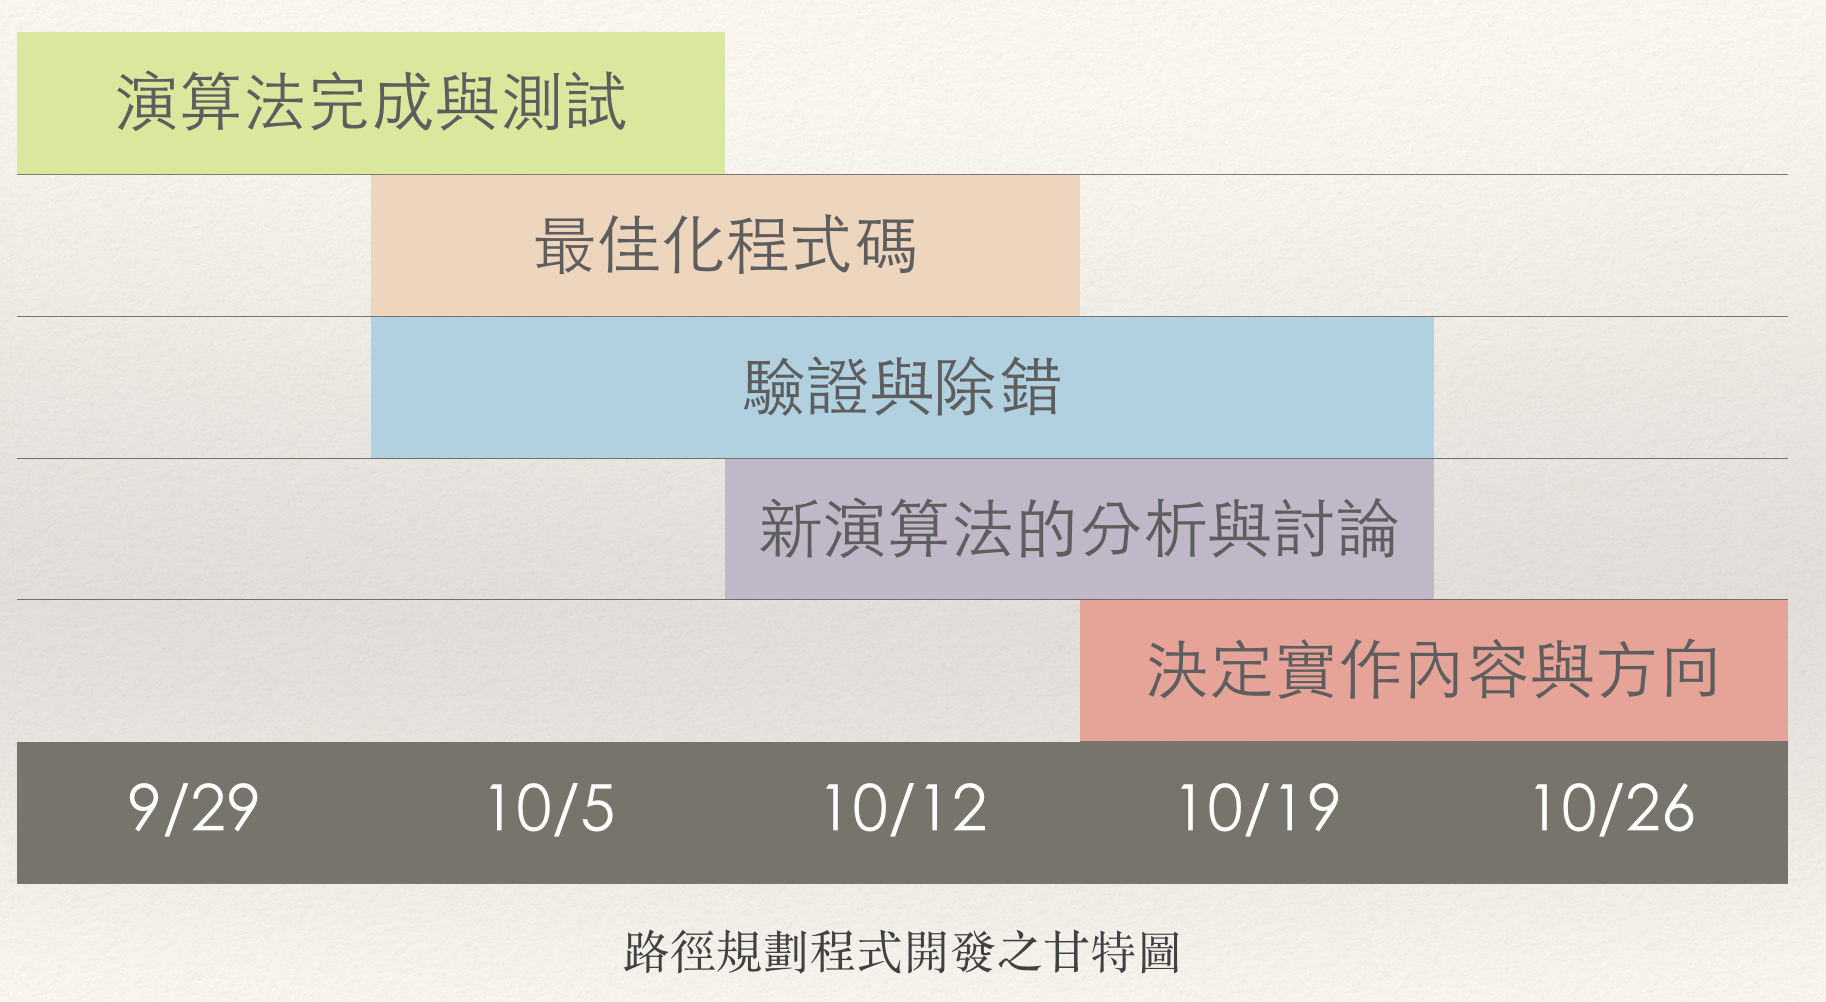 演算法完成與測試
最佳化程式碼
驗證與除錯
新演算法的分析與討論
決定實作內容與方向
9/29 10/5 10/12 10/19 10/26
路徑規劃程式開發之甘特圖